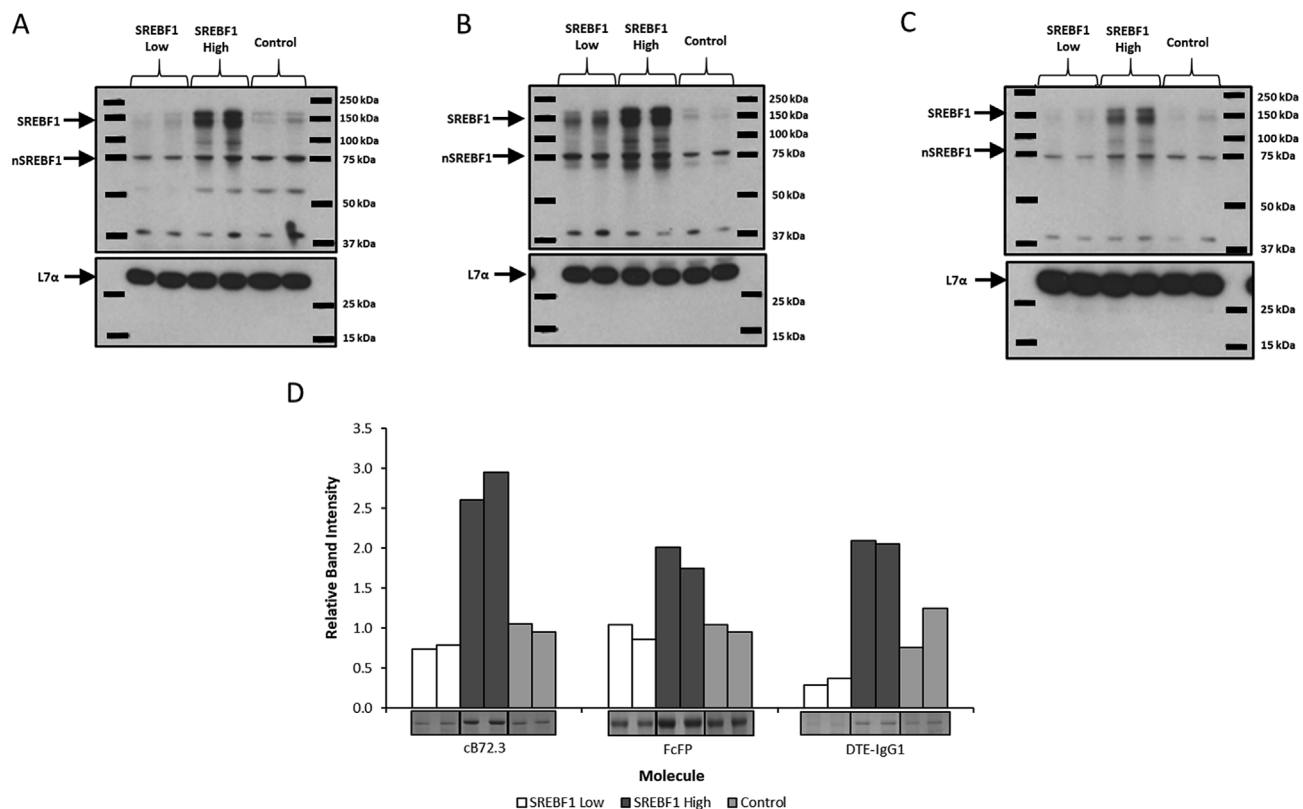 A
SREBF1
Low
SREBF1
High
Control
SREBF1
nSREBF1
L7α
250 kDa
150 kDa
100 kDa
75 kDa
50 kDa
37 kDa
25 kDa
15 kDa
B
SREBF1
Low
SREBF1
High
Control
SREBF1
nSREBF1
L7α
250 kDa
150 kDa
100 kDa
75 kDa
50 kDa
37 kDa
25 kDa
15 kDa
C
SREBF1
Low
SREBF1
High
Control
SREBF1
nSREBF1
L7α
250 kDa
150 kDa
100 kDa
75 kDa
50 kDa
37 kDa
25 kDa
15 kDa
D
Relative Band Intensity
3.5
3.0
2.5
2.0
1.5
1.0
0.5
0.0
cB72.3
FcFP
DTE-IgG1
Molecule
SREBF1 Low
SREBF1 High
Control